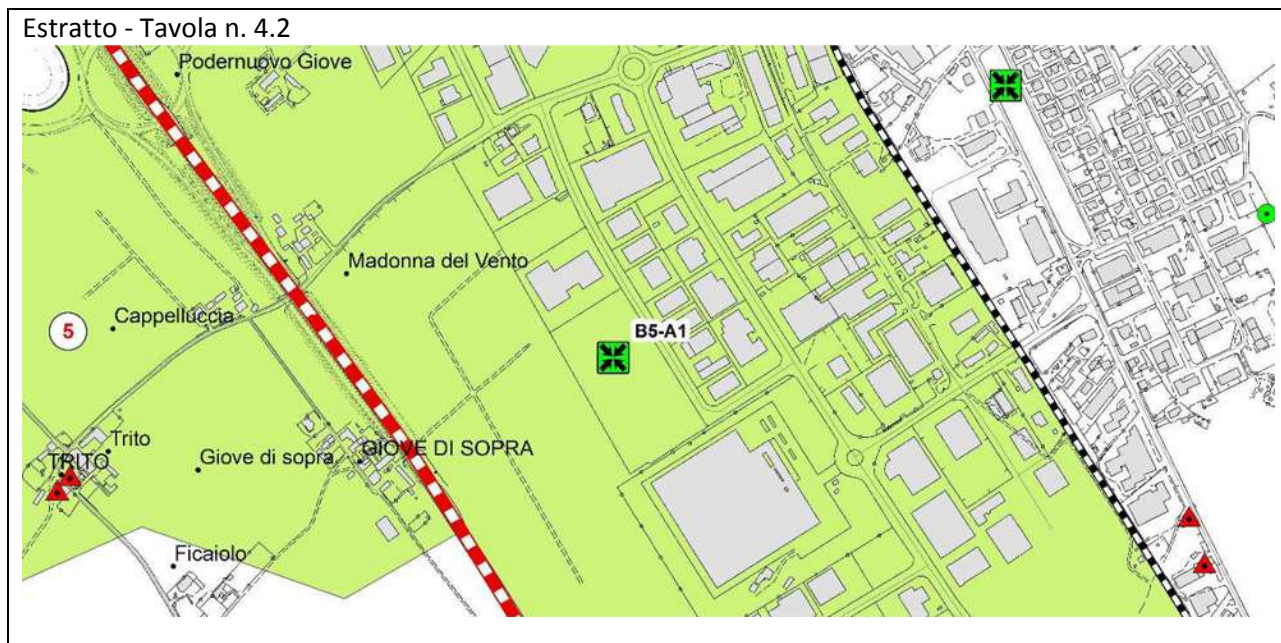 Estratto - Tavola n. 4.2
Podernuovo Giove
Madonna del Vento
Cappelluccia
5
B5-A1
Trito
TRITO
Giove di sopra
GIOVE DI SOPRA
Ficaiolo